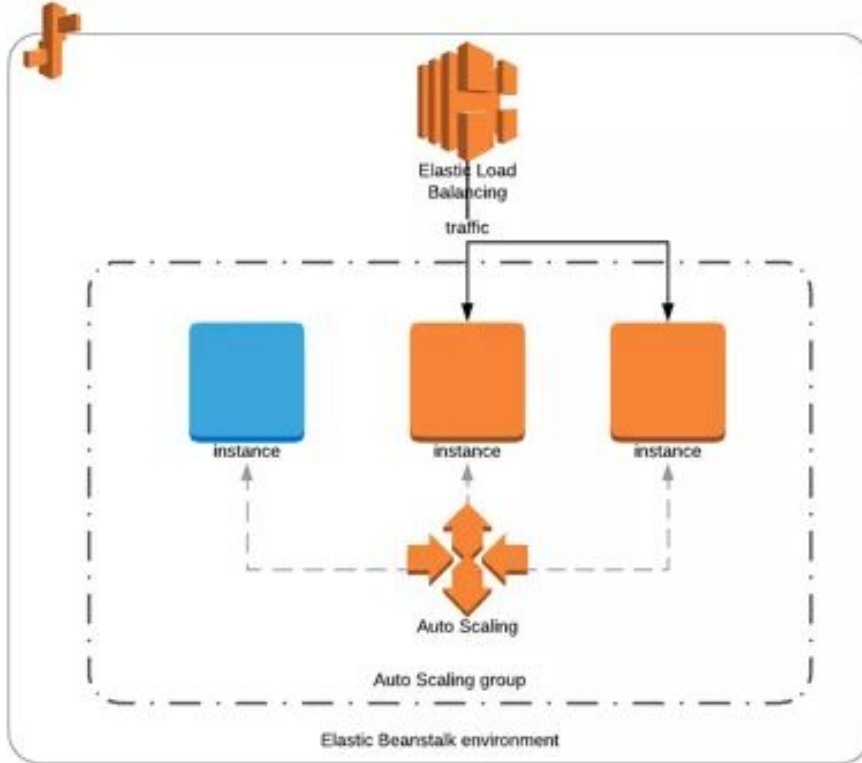 Elastic Load
Balancing
traffic
instance
instance
instance
Auto Scaling
Auto Scaling group
Elastic Beanstalk environment